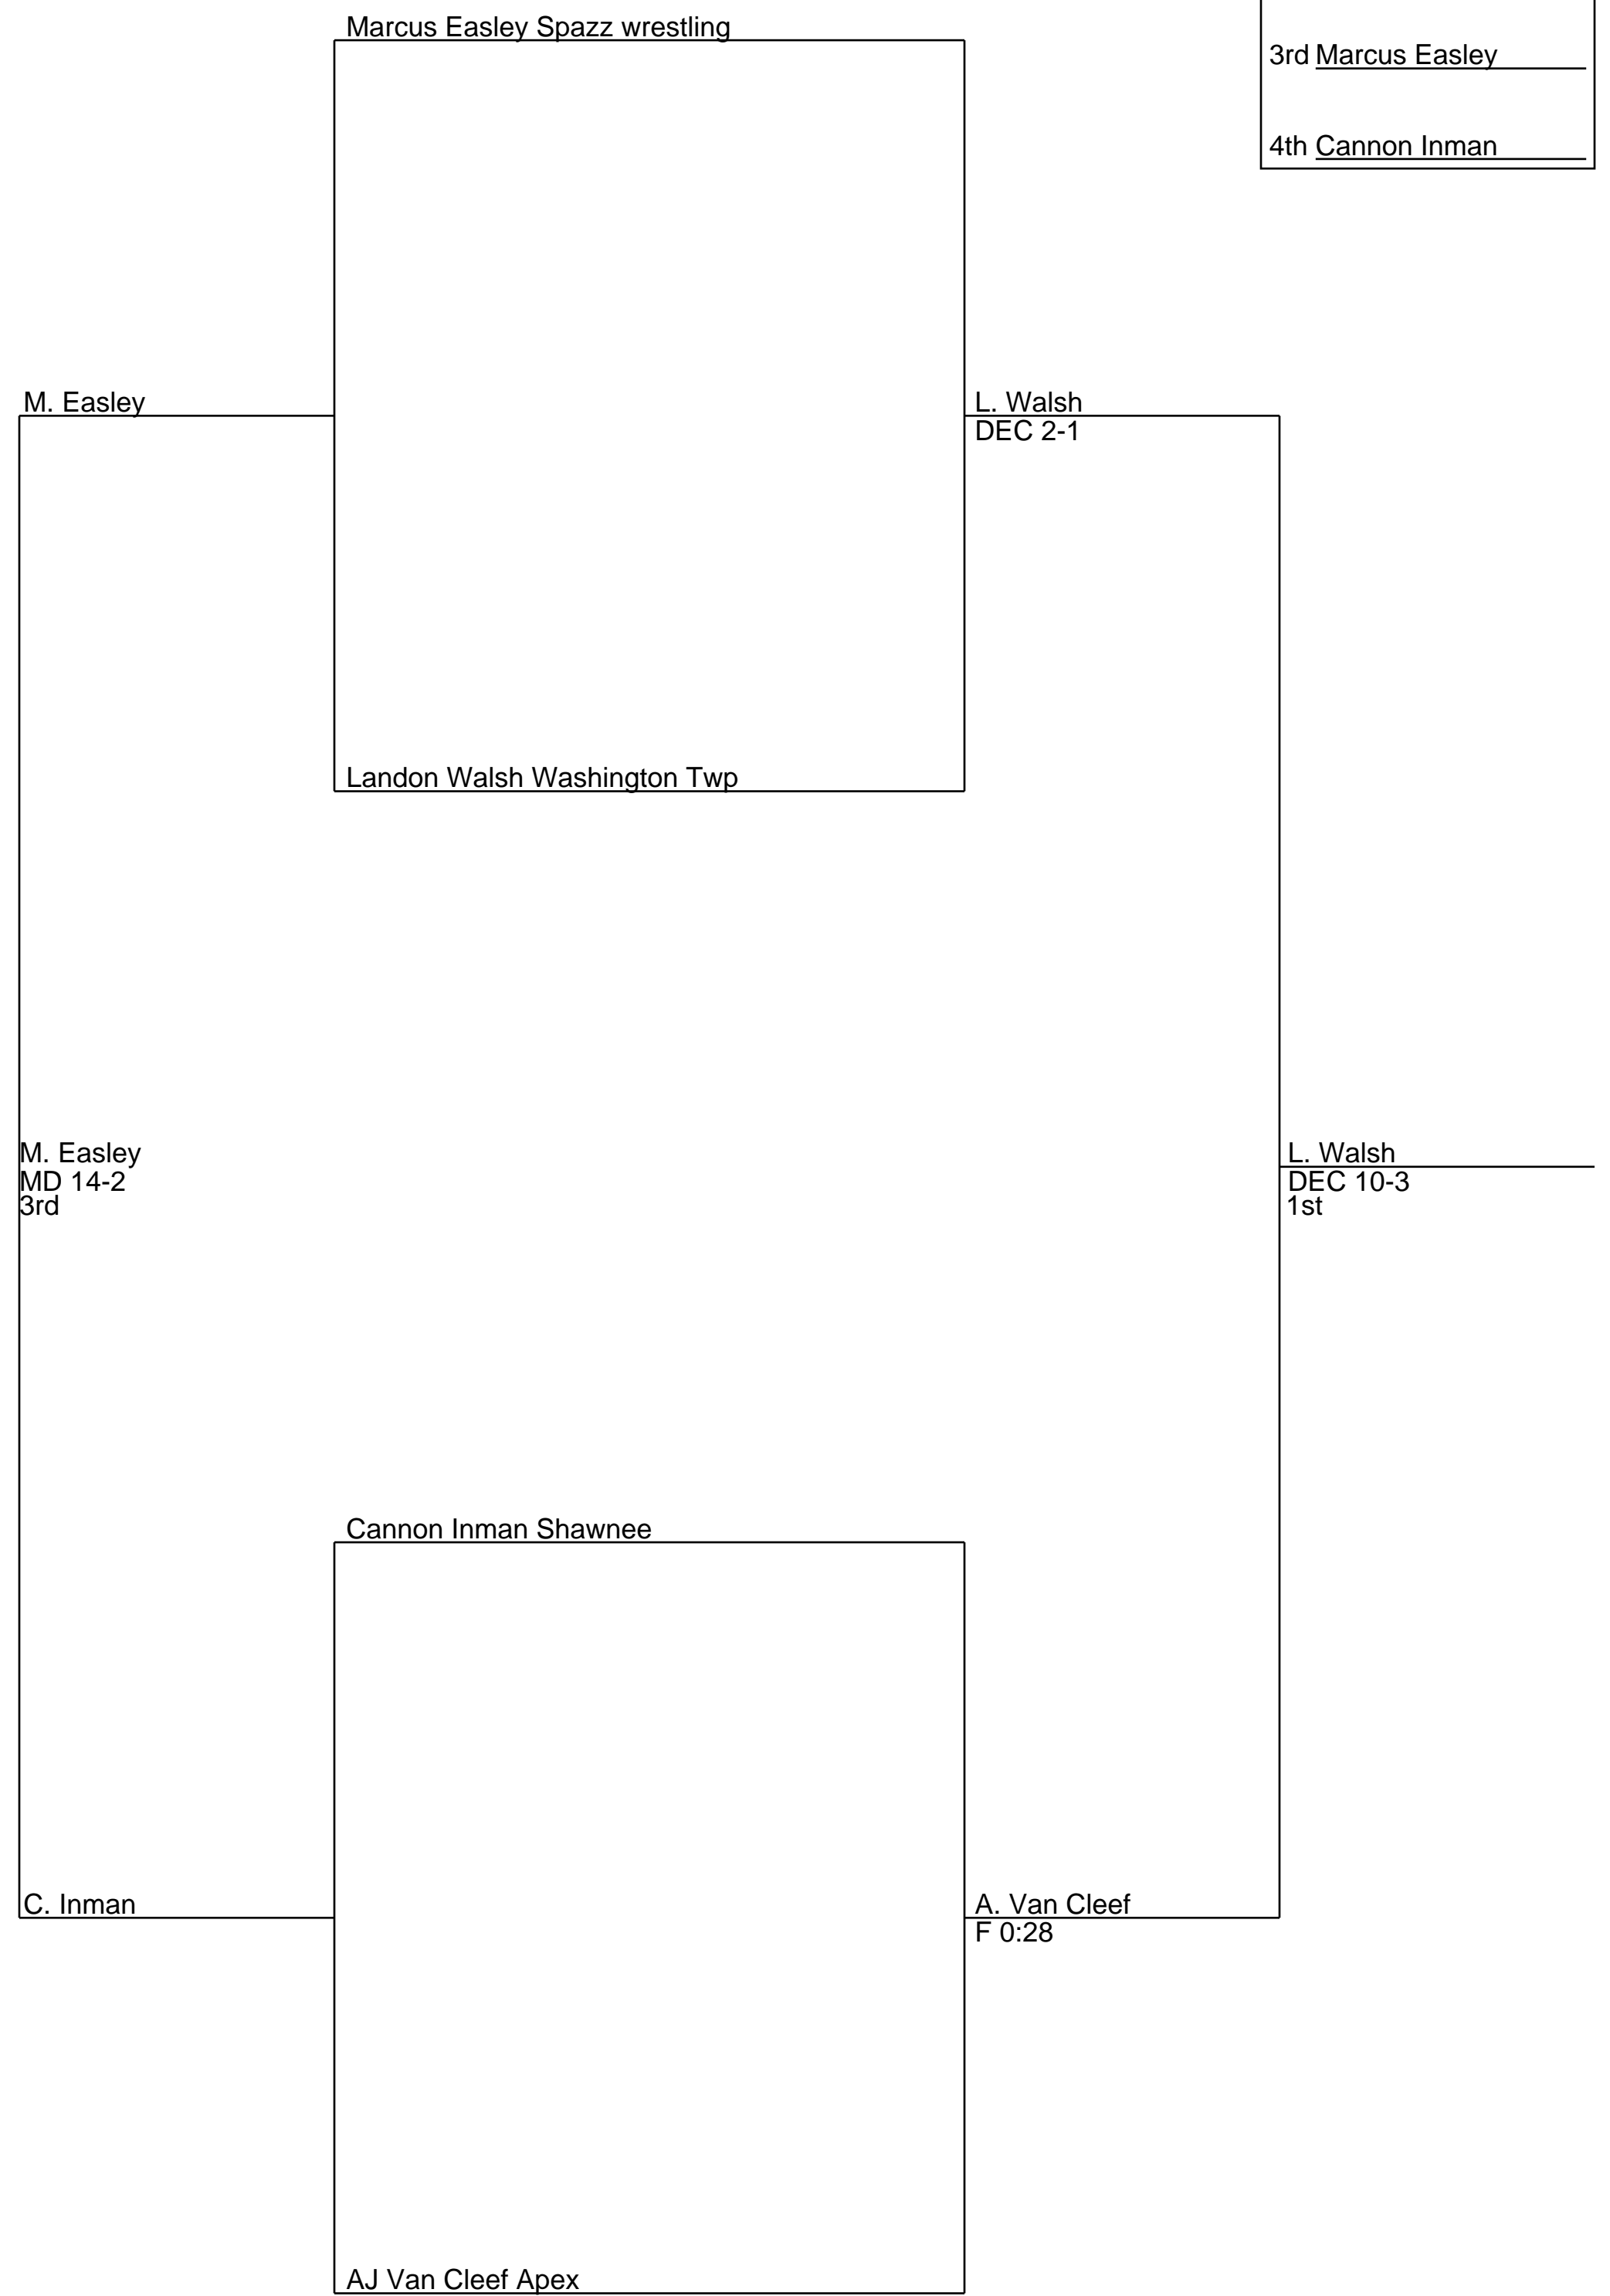 Marcus Easley Spazz wrestling
3rd Marcus Easley
4th Cannon Inman
M. Easley
L. Walsh
DEC 2-1
Landon Walsh Washington Twp
M. Easley
MD 14-2
3rd
L. Walsh
DEC 10-3
1st
Cannon Inman Shawnee
C. Inman
A. Van Cleef
F 0:28
AJ Van Cleef Apex